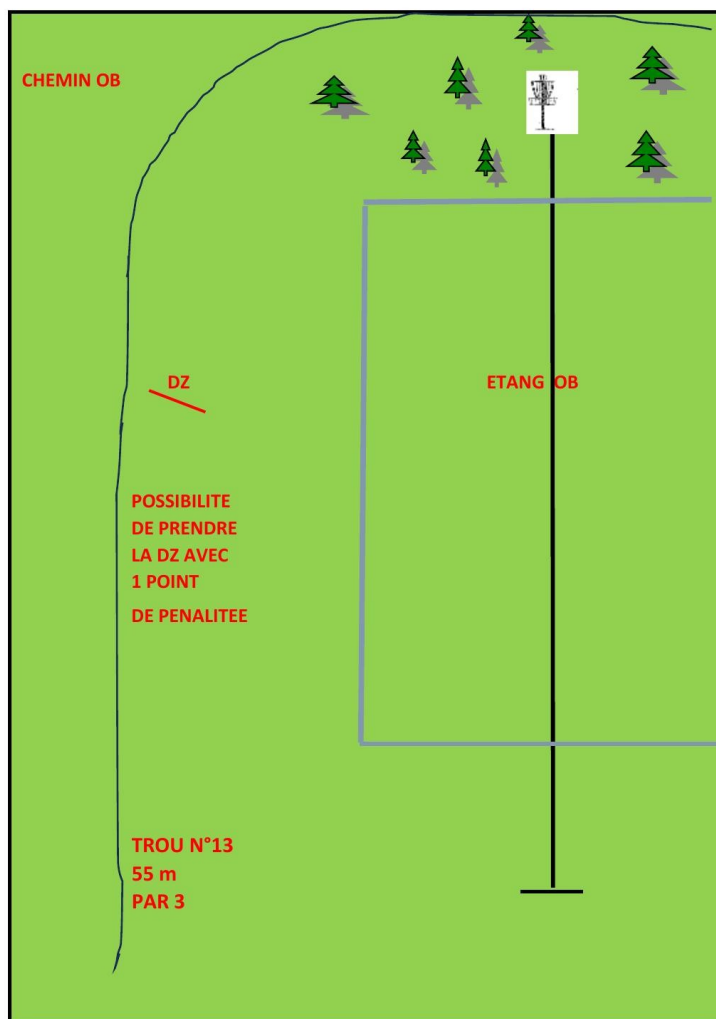 CHEMIN OB
DZ
ETANG OB
POSSIBILITE
DE PRENDRE
LA DZ AVEC
1 POINT
DE PENALITEE
TROU N°13
55 m
PAR 3